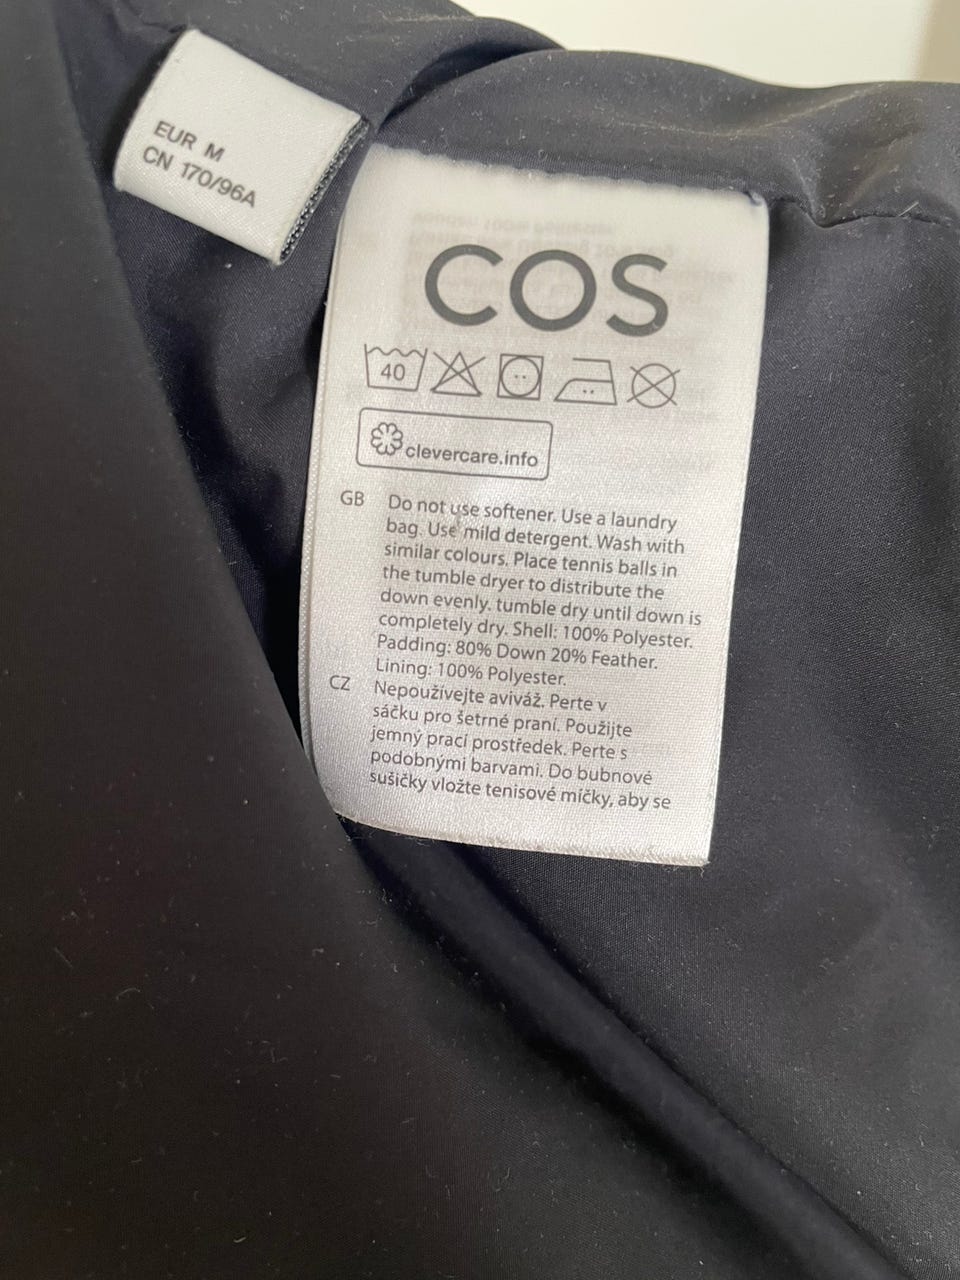 EUR M
CN 170/96A
COS
40
clevercare.info
GB Do not use softener. Use a laundry
bag. Use mild detergent. Wash with
similar colours. Place tennis balls in
the tumble dryer to distribute the
down evenly. tumble dry until down is
completely dry. Shell: 100% Polyester.
Padding: 80% Down 20% Feather.
Lining: 100% Polyester.
CZ Nepoužívejte aviváž. Perte v
sáčku pro šetrné praní. Použijte
jemný prací prostředek. Perte s
podobnými barvami. Do bubnové
sušičky vložte tenisové míčky, aby se